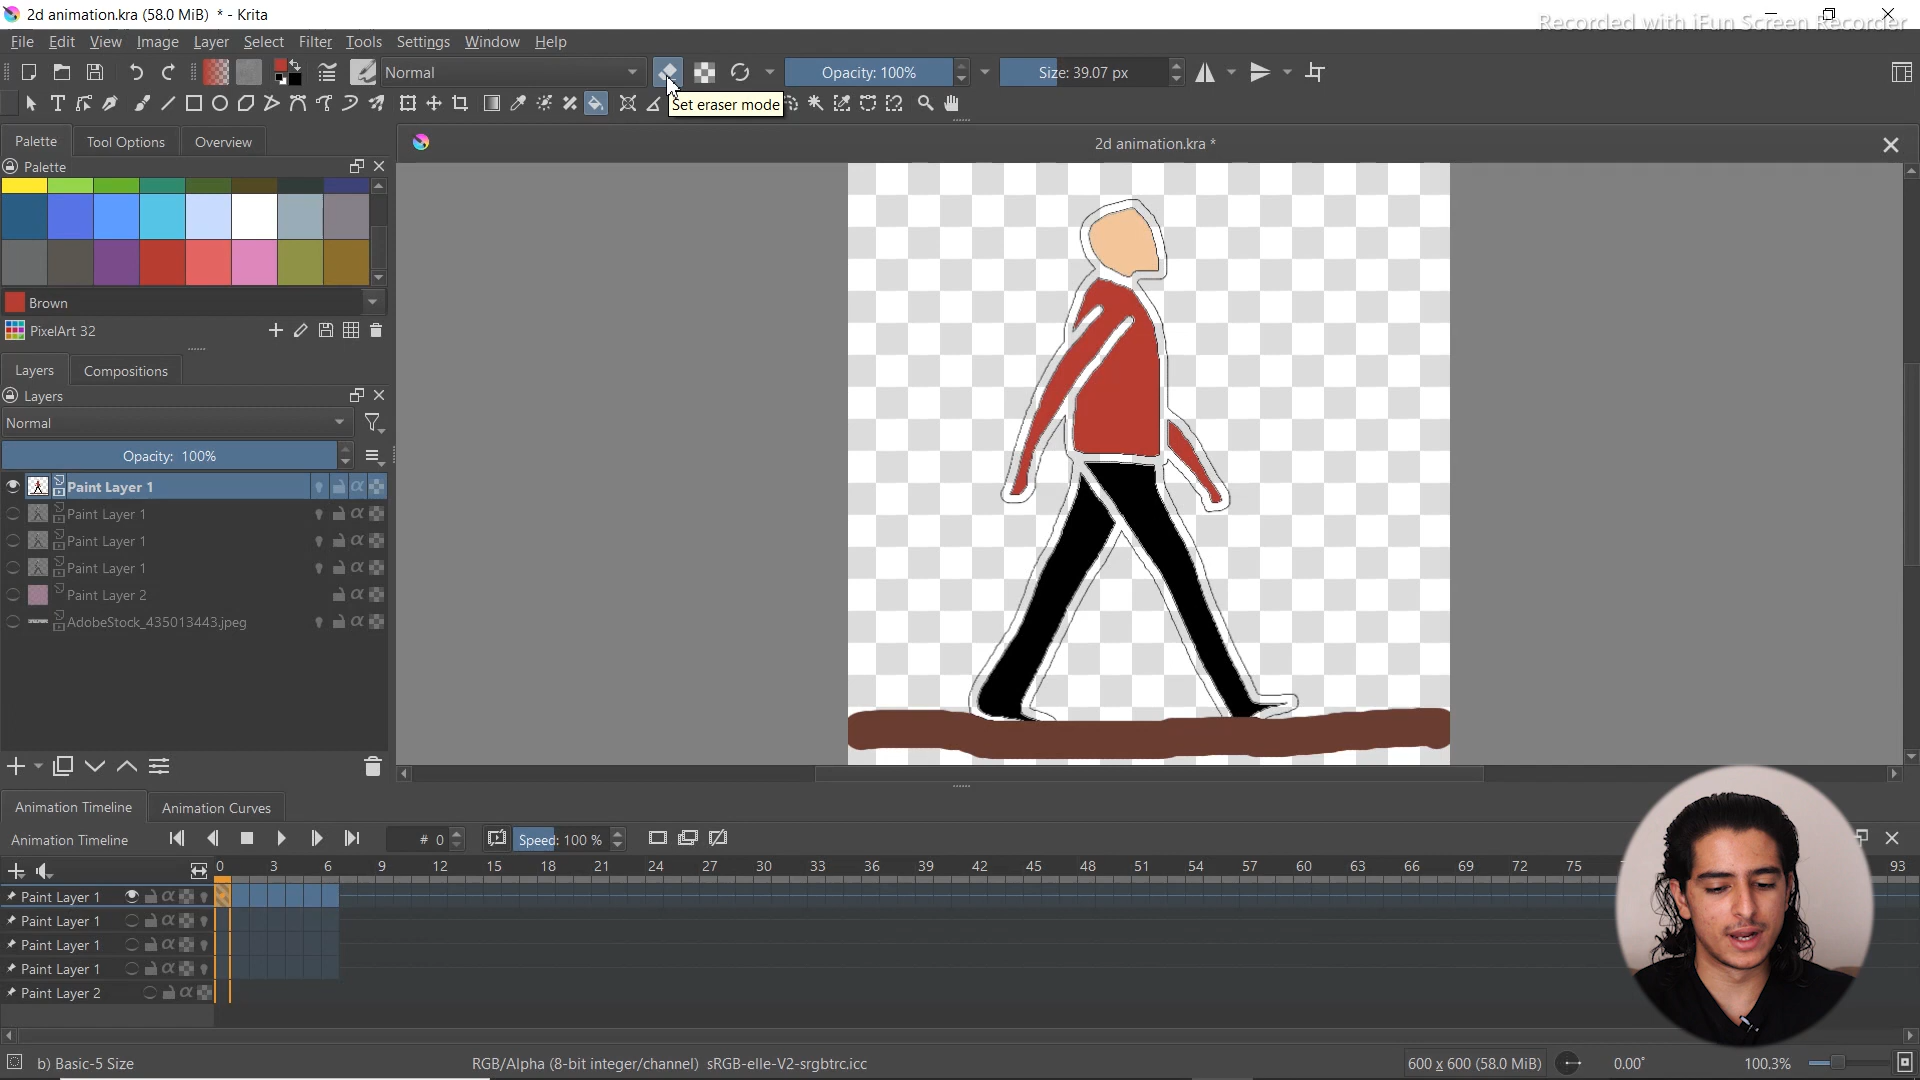 2d animation.kra (58.0 MiB) * - Krita
Recorded with iFun Screen Recorder
File Edit View Image Layer Select Filter Tools Settings Window Help
Normal
Opacity: 100%
Size: 39.07 px
Set eraser mode
Palette Tool Options Overview
2d animation.kra *
Palette
Brown
PixelArt 32
Layers Compositions
Layers
Normal
Opacity: 100%
Paint Layer 1
Paint Layer 1
Paint Layer 1
Paint Layer 1
Paint Layer 2
AdobeStock_435013443.jpeg
Animation Timeline Animation Curves
Animation Timeline
# 0
Speed: 100 %
0 3 6 9 12 15 18 21 24 27 30 33 36 39 42 45 48 51 54 57 60 63 66 69 72 75 93
Paint Layer 1
Paint Layer 1
Paint Layer 1
Paint Layer 1
Paint Layer 2
b) Basic-5 Size
RGB/Alpha (8-bit integer/channel) sRGB-elle-V2-srgbtrc.icc
600 x 600 (58.0 MiB)
0.00°
100.3%